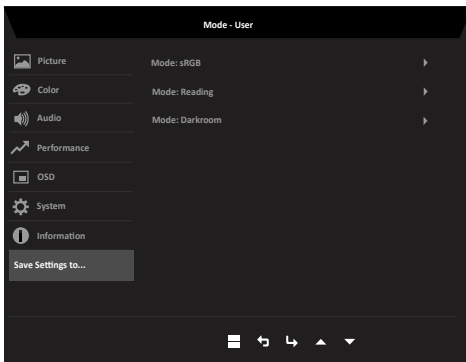 Mode - User
Picture
Color
Audio
Performance
OSD
System
Information
Save Settings to...
Mode: sRGB
Mode: Reading
Mode: Darkroom